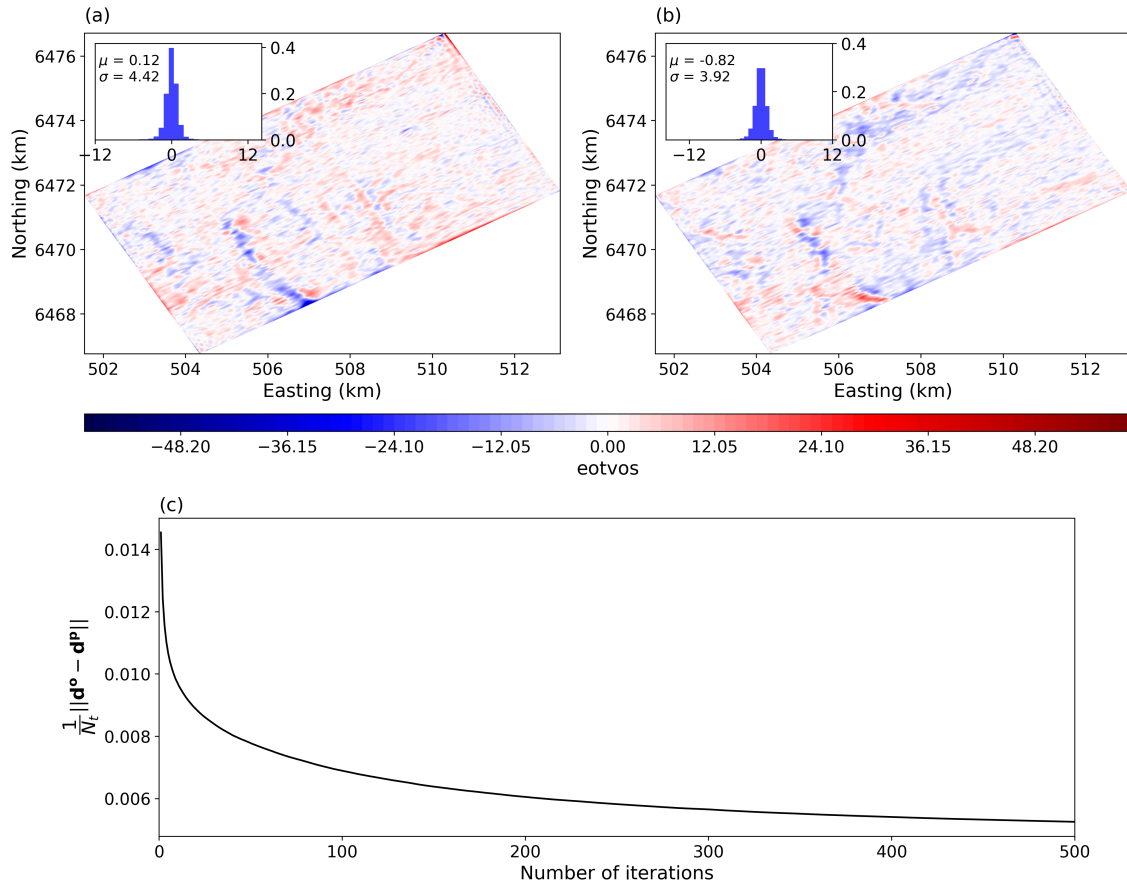 (a)
μ = 0.12
σ = 4.42
0.4
0.2
0.0
−12 0 12
6476
6474
6472
6470
6468
Northing (km)
502 504 506 508 510 512
Easting (km)
(b)
μ = -0.82
σ = 3.92
0.4
0.2
0.0
−12 0 12
6476
6474
6472
6470
6468
Northing (km)
502 504 506 508 510 512
Easting (km)
−48.20 −36.15 −24.10 −12.05 0.00 12.05 24.10 36.15 48.20
eotvos
(c)
0.014
0.012
0.010
0.008
0.006
1/Nₜ ||dᵒ − dᵖ||
0 100 200 300 400 500
Number of iterations